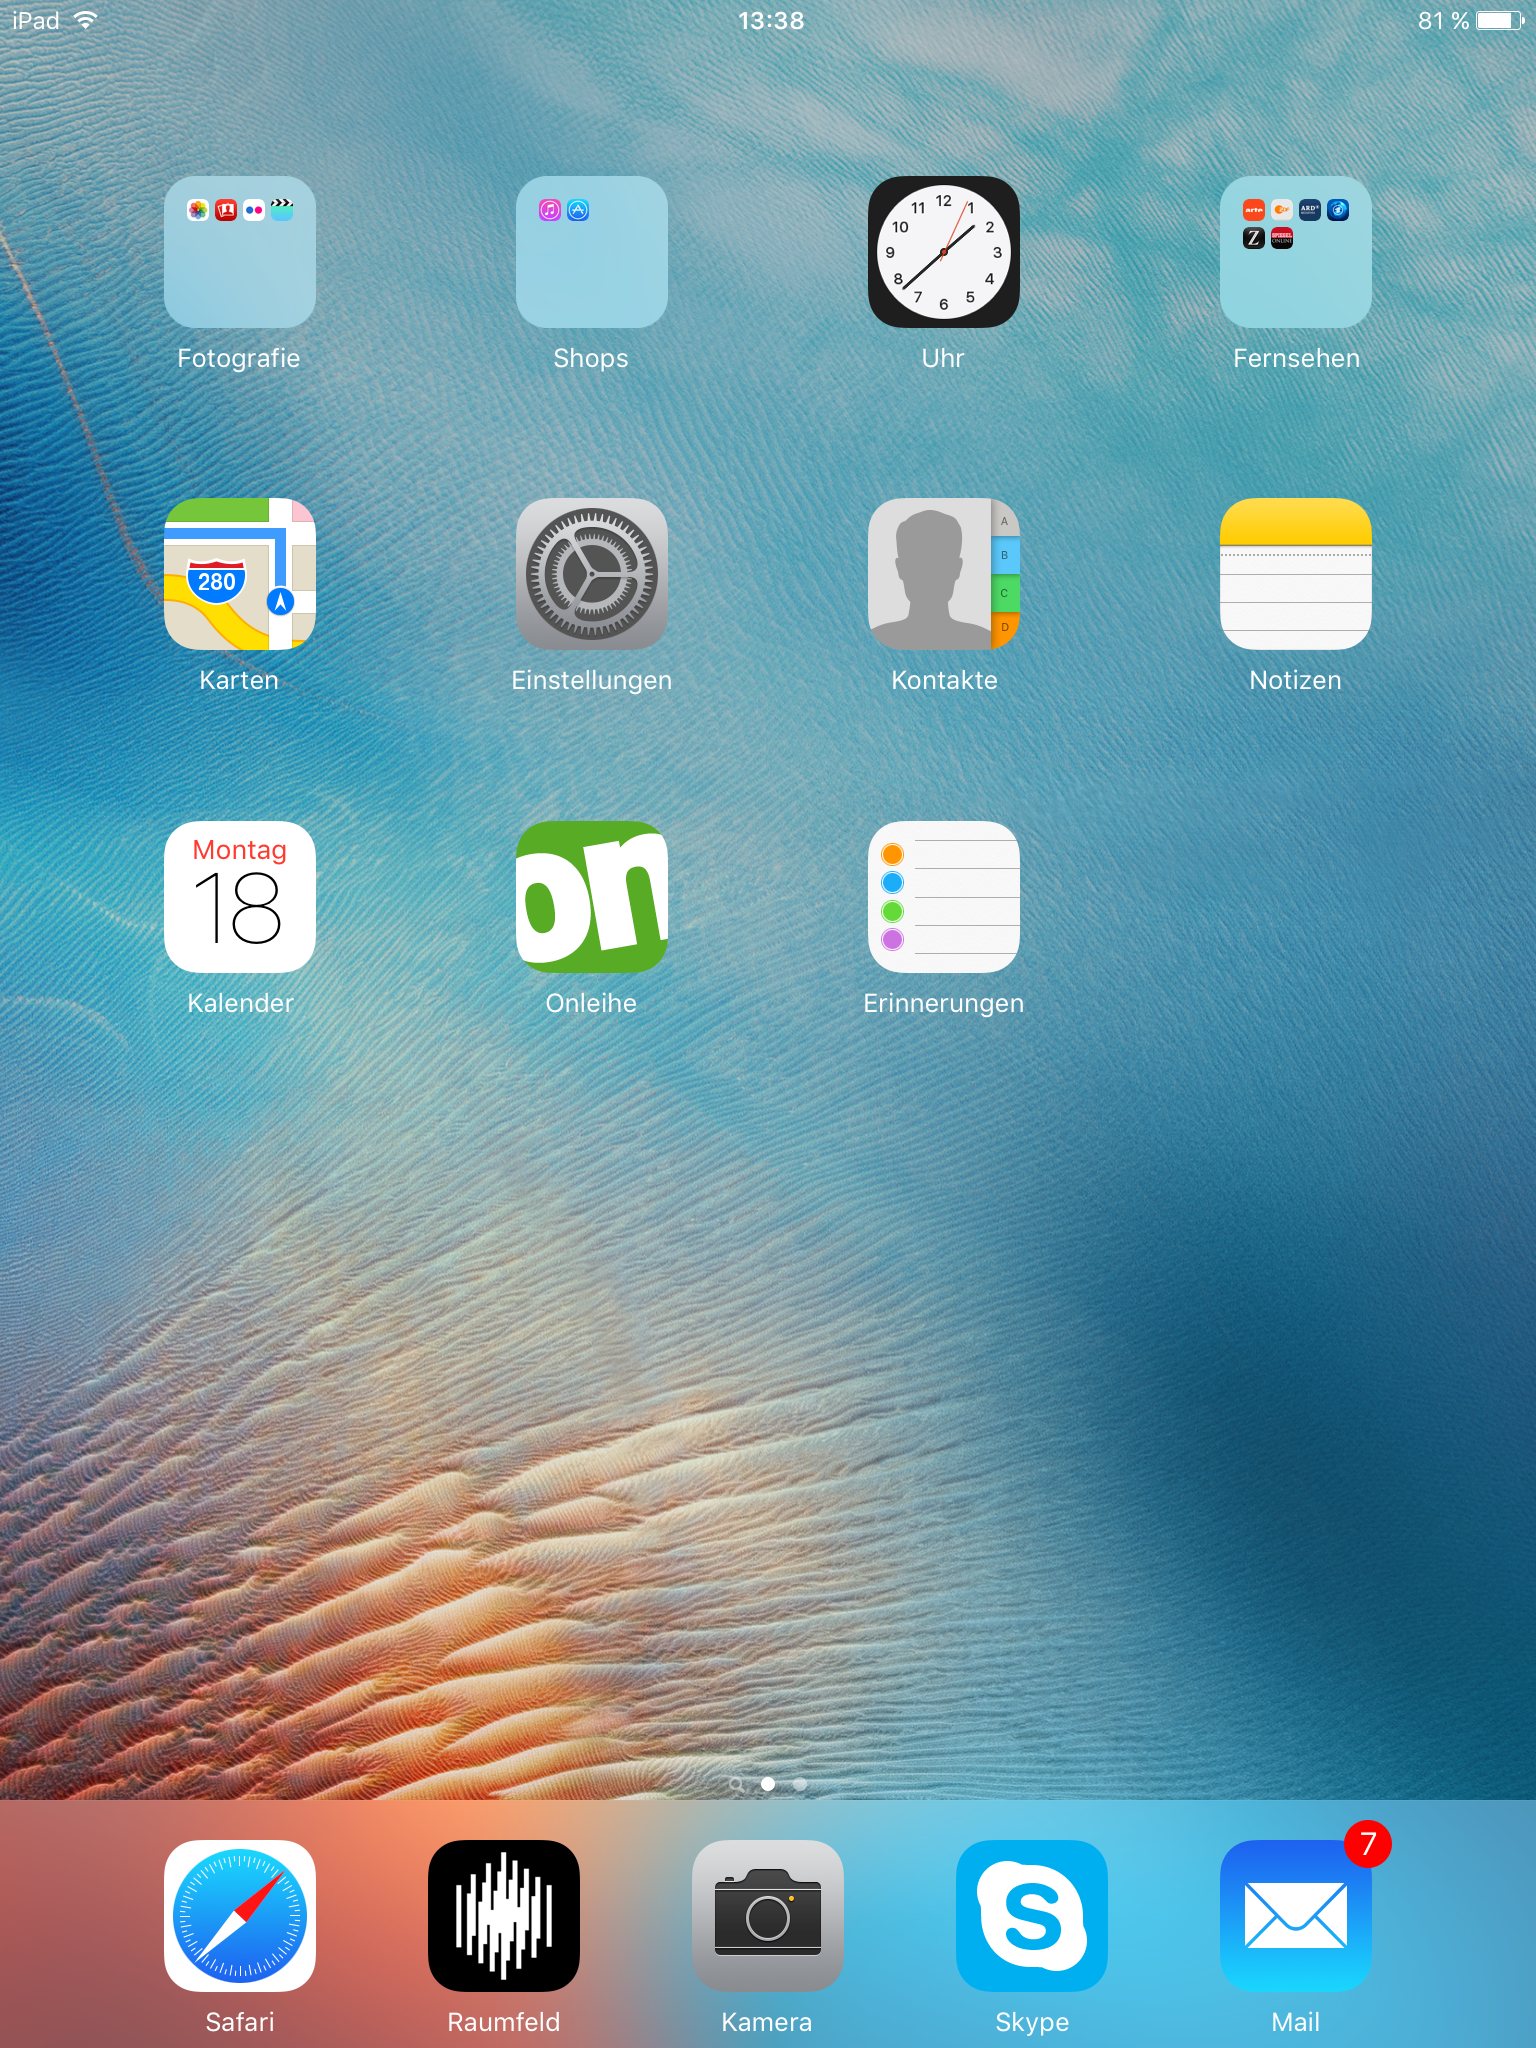 iPad 13:38 81 %
arte ZDF ARD
Z SPIEGEL ONLINE
12
11 1
10 2
9 3
8 4
7 5
6
Fotografie Shops Uhr Fernsehen
280
A
B
C
D
Karten Einstellungen Kontakte Notizen
Montag
18
on
Kalender Onleihe Erinnerungen
7
S
Safari Raumfeld Kamera Skype Mail